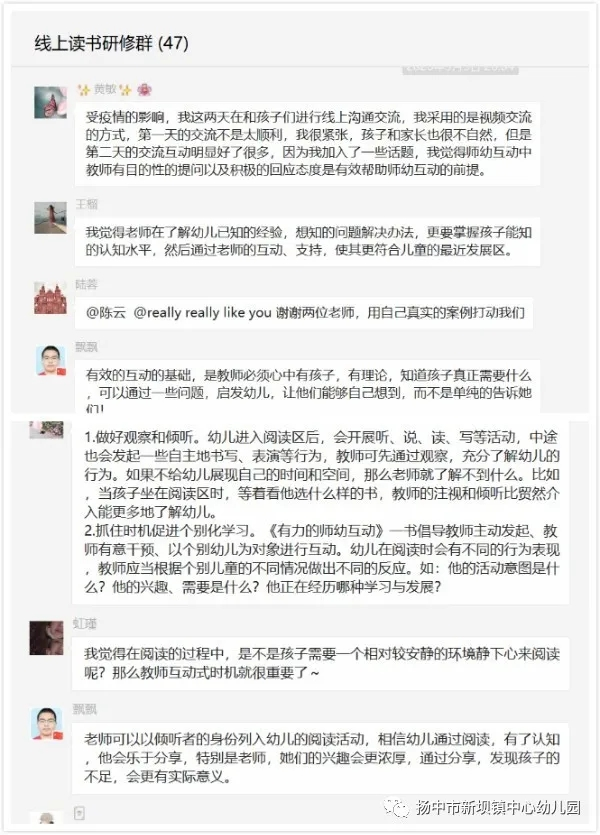 线上读书研修群 (47)
黄敏
受疫情的影响，我这两天在和孩子们进行线上沟通交流，我采用的是视频交流
的方式，第一天的交流不是太顺利，我很紧张，孩子和家长也很不自然，但是
第二天的交流互动明显好了很多，因为我加入了一些话题，我觉得师幼互动中
教师有目的性的提问以及积极的回应态度是有效帮助师幼互动的前提。
王榴
我觉得老师在了解幼儿已知的经验，想知的问题解决办法，更要掌握孩子能知
的认知水平，然后通过老师的互动、支持，使其更符合儿童的最近发展区。
陆蓉
@陈云 @really really like you 谢谢两位老师，用自己真实的案例打动我们
飘飘
有效的互动的基础，是教师必须心中有孩子，有理论，知道孩子真正需要什么
，可以通过一些问题，启发幼儿，让他们能够自己想到，而不是单纯的告诉她
们！
1.做好观察和倾听。幼儿进入阅读区后，会开展听、说、读、写等活动，中途
也会发起一些自主地书写、表演等行为，教师可先通过观察，充分了解幼儿的
行为。如果不给幼儿展现自己的时间和空间，那么老师就了解不到什么。比如
，当孩子坐在阅读区时，等着看他选什么样的书，教师的注视和倾听比贸然介
入能更多地了解幼儿。
2.抓住时机促进个别化学习。《有力的师幼互动》一书倡导教师主动发起、教
师有意干预、以个别幼儿为对象进行互动。幼儿在阅读时会有不同的行为表现
，教师应当根据个别儿童的不同情况做出不同的反应。如：他的活动意图是什
么？他的兴趣、需要是什么？他正在经历哪种学习与发展？
虹瑾
我觉得在阅读的过程中，是不是孩子需要一个相对较安静的环境静下心来阅读
呢？那么教师互动式时机就很重要了~
飘飘
老师可以以倾听者的身份列入幼儿的阅读活动，相信幼儿通过阅读，有了认知
，他会乐于分享，特别是老师，她们的兴趣会更浓厚，通过分享，发现孩子的
不足，会更有实际意义。
扬中市新坝镇中心幼儿园